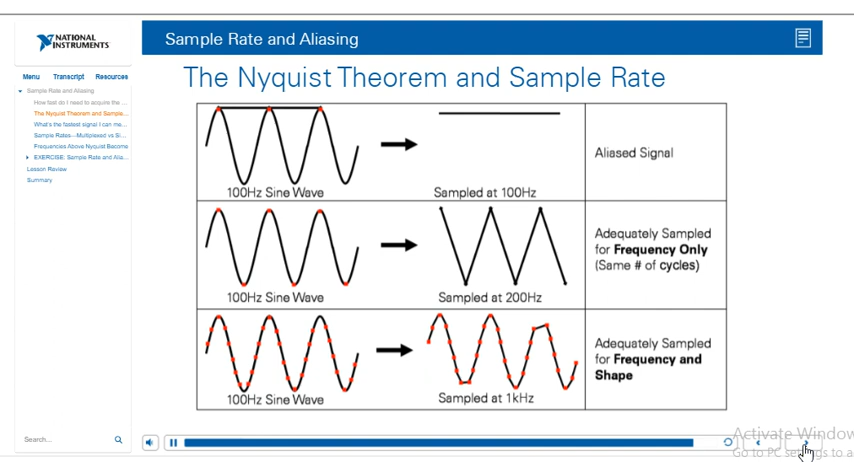 NATIONAL
INSTRUMENTS
Sample Rate and Aliasing
Menu Transcript Resources
Sample Rate and Aliasing
How fast do I need to acquire the ...
The Nyquist Theorem and Sample...
What's the fastest signal I can me...
Sample Rates—Multiplexed vs Si...
Frequencies Above Nyquist Become
EXERCISE: Sample Rate and Alia...
Lesson Review
Summary
The Nyquist Theorem and Sample Rate
100Hz Sine Wave
Sampled at 100Hz
Aliased Signal
100Hz Sine Wave
Sampled at 200Hz
Adequately Sampled
for Frequency Only
(Same # of cycles)
100Hz Sine Wave
Sampled at 1kHz
Adequately Sampled
for Frequency and
Shape
Search...
Activate Window
Go to PC settings to a